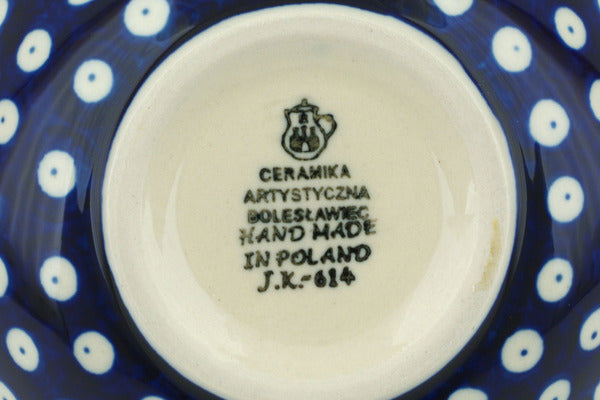 CERAMIKA
ARTYSTYCZNA
BOLESŁAWIEC
HAND MADE
IN POLAND
J.K.-614